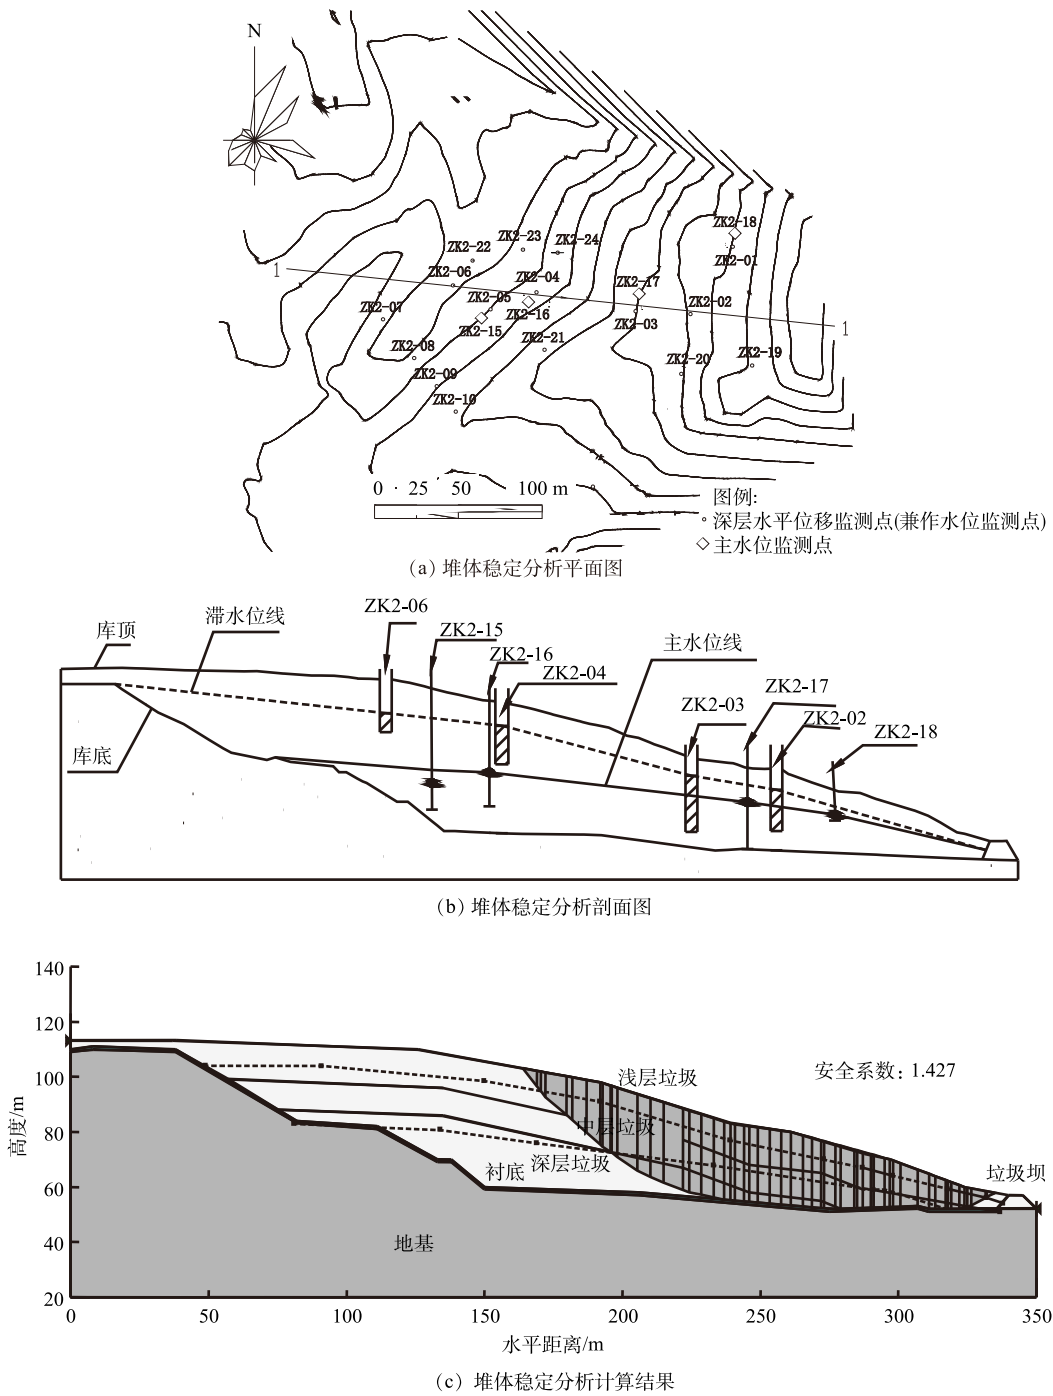 N
ZK2-18
ZK2-23
ZK2-24
ZK2-22
ZK2-01
1
ZK2-06
ZK2-04
ZK2-17
ZK2-05
ZK2-02
ZK2-07
ZK2-16
ZK2-03
1
ZK2-15
ZK2-21
ZK2-08
ZK2-20
ZK2-19
ZK2-09
ZK2-10
0 · 25 50 100 m
图例:
深层水平位移监测点(兼作水位监测点)
主水位监测点
(a) 堆体稳定分析平面图
ZK2-06
滞水位线
库顶
ZK2-15
主水位线
ZK2-16
ZK2-04
ZK2-17
ZK2-03
ZK2-02
ZK2-18
库底
(b) 堆体稳定分析剖面图
140
120
100
80
60
40
20
高度/m
浅层垃圾
安全系数: 1.427
中层垃圾
深层垃圾
衬底
垃圾坝
地基
0 50 100 150 200 250 300 350
水平距离/m
(c) 堆体稳定分析计算结果